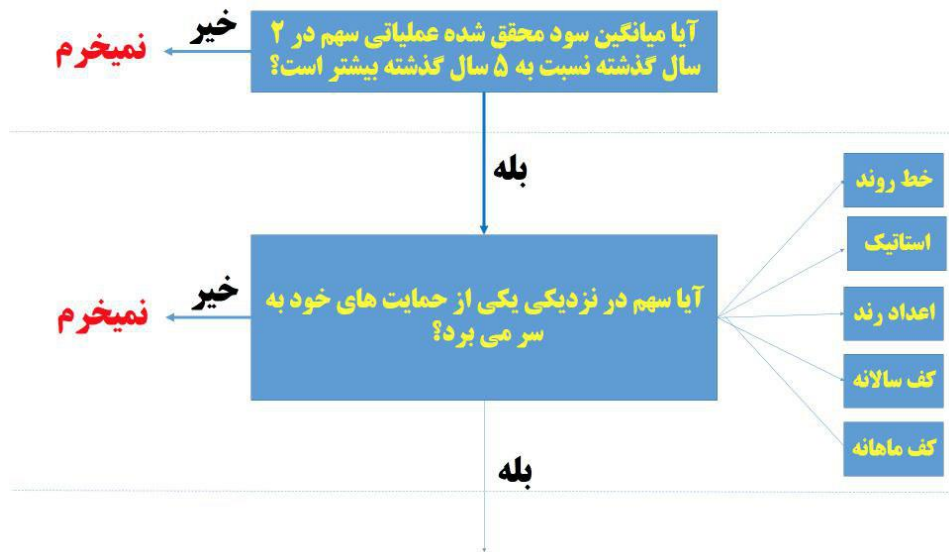 آیا میانگین سود محقق شده عملیاتی سهم در ۲
سال گذشته نسبت به ۵ سال گذشته بیشتر است؟
خیر
نمیخرم
بله
آیا سهم در نزدیکی یکی از حمایت های خود به
سر می برد؟
خیر
نمیخرم
خط روند
استاتیک
اعداد رند
کف سالانه
کف ماهانه
بله